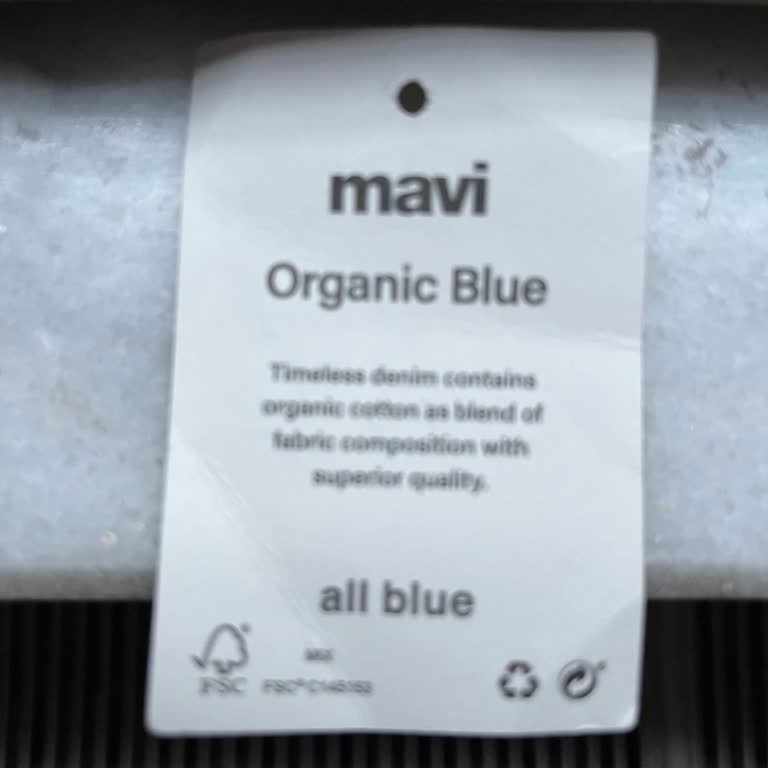 mavi
Organic Blue
Timeless denim contains
organic cotton as blend of
fabric composition with
superior quality.
all blue
FSC